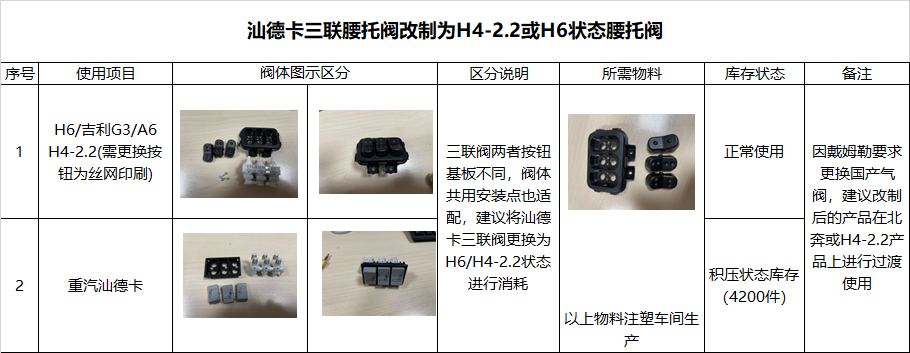 汕德卡三联腰托阀改制为H4-2.2或H6状态腰托阀
序号
使用项目
阀体图示区分
区分说明
所需物料
库存状态
备注
1
H6/吉利G3/A6
H4-2.2(需更换按
钮为丝网印刷)
三联阀两者按钮
基板不同，阀体
共用安装点也适
配，建议将汕德
卡三联阀更换为
H6/H4-2.2状态
进行消耗
正常使用
因戴姆勒要求
更换国产气
阀，建议改制
后的产品在北
奔或H4-2.2产
品上进行过渡
使用
2
重汽汕德卡
以上物料注塑车间生
产
积压状态库存
(4200件)